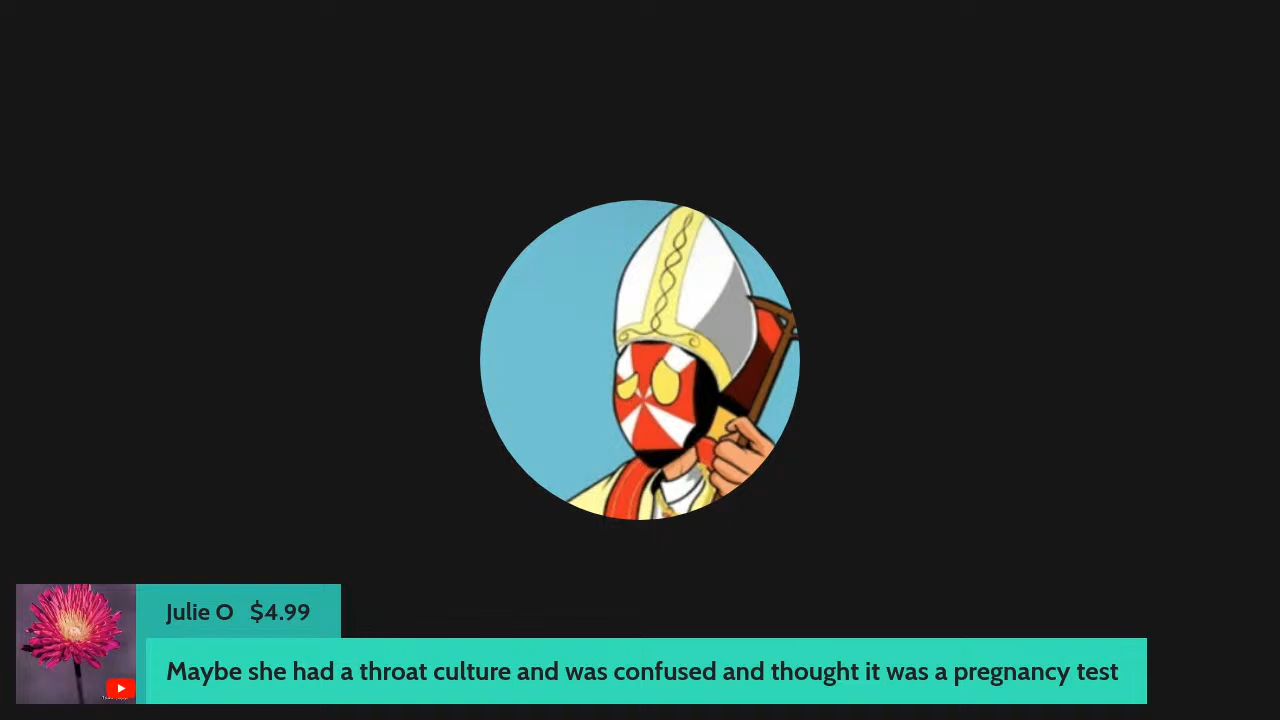 Julie O $4.99
Maybe she had a throat culture and was confused and thought it was a pregnancy test